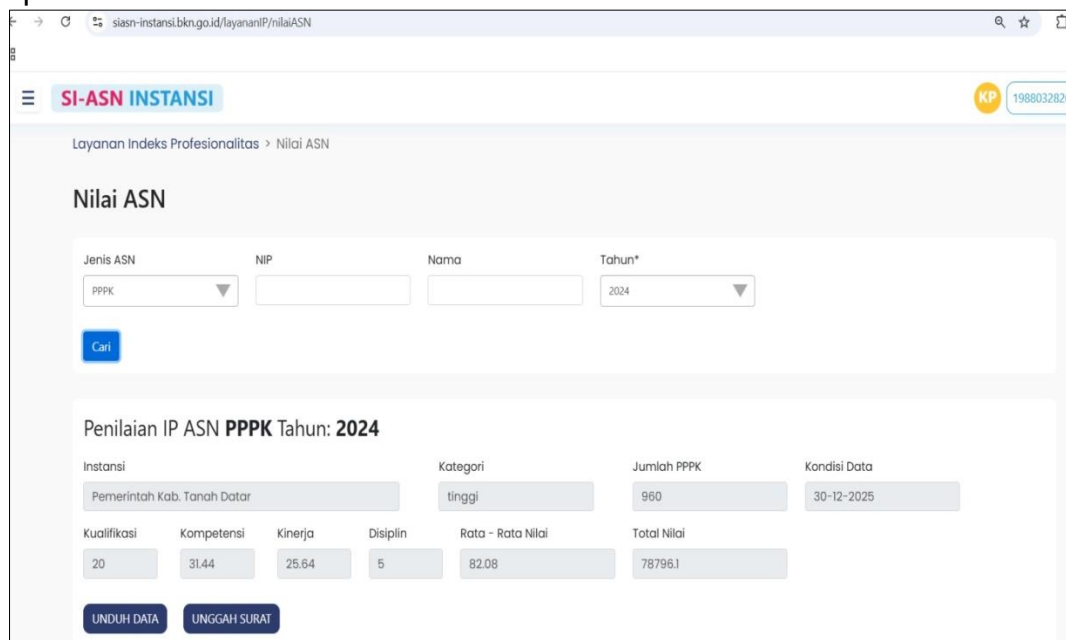 siasn-instansi.bkn.go.id/layananIP/nilaiASN
SI-ASN INSTANSI
KP 198803282
Layanan Indeks Profesionalitas > Nilai ASN
Nilai ASN
Jenis ASN NIP Nama Tahun*
PPPK 2024
Cari
Penilaian IP ASN PPPK Tahun: 2024
Instansi Kategori Jumlah PPPK Kondisi Data
Pemerintah Kab. Tanah Datar tinggi 960 30-12-2025
Kualifikasi Kompetensi Kinerja Disiplin Rata - Rata Nilai Total Nilai
20 31.44 25.64 5 82.08 78796.1
UNDUH DATA UNGGAH SURAT